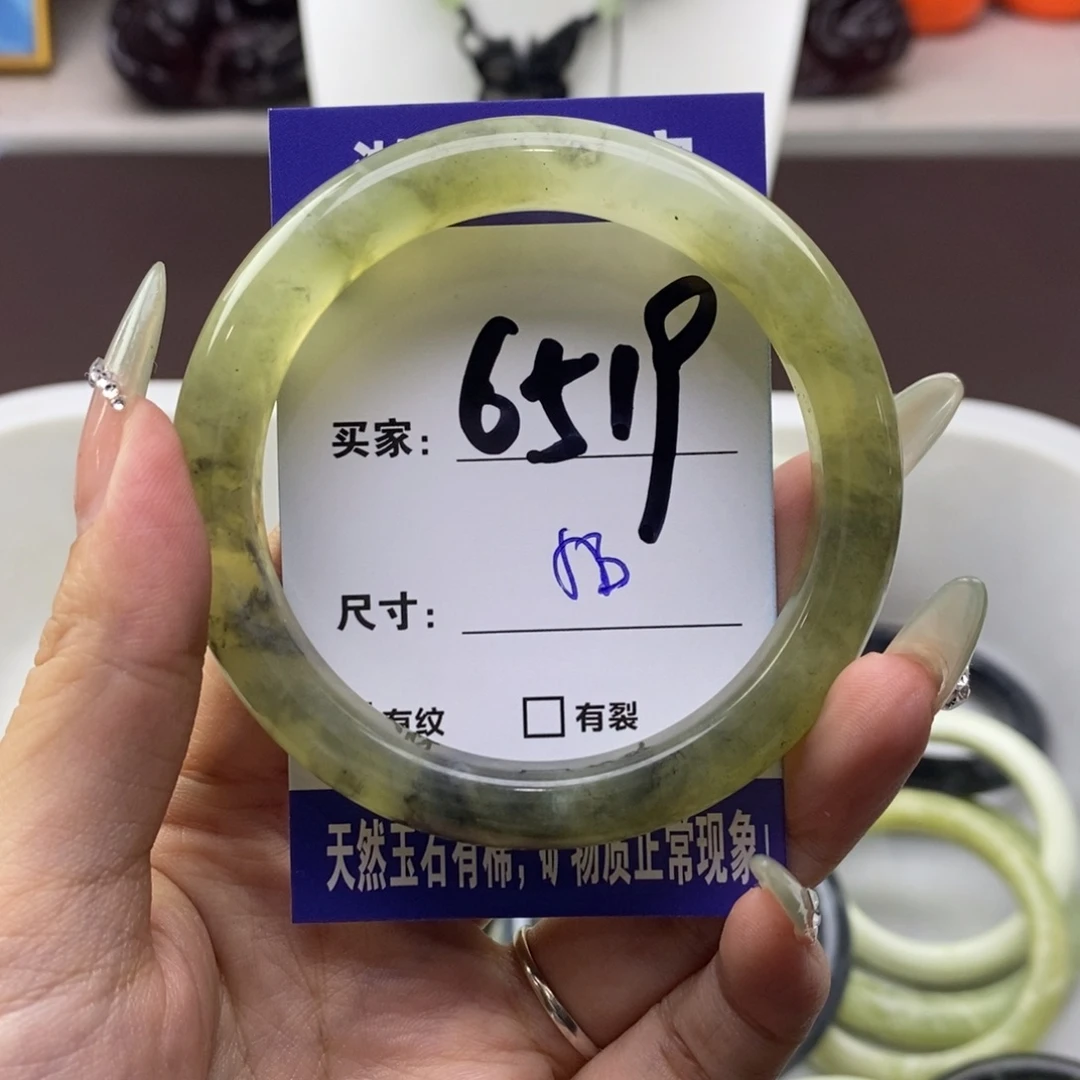 买家: 6519
尺寸:
有纹 有裂
天然玉石有棉, 矿物质正常现象!